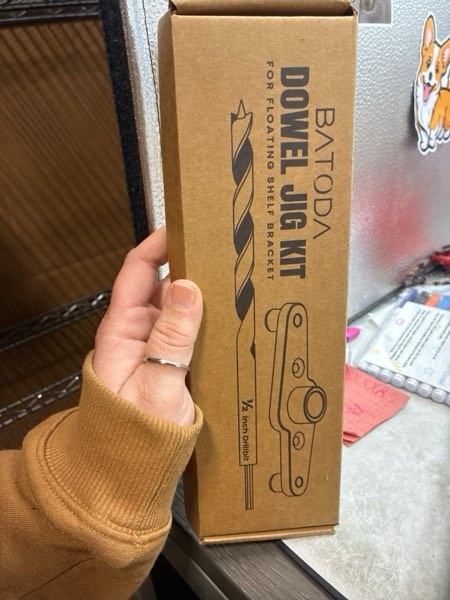 BATODA
DOWEL JIG KIT
FOR FLOATING SHELF BRACKET
1/2 inch Drillbit